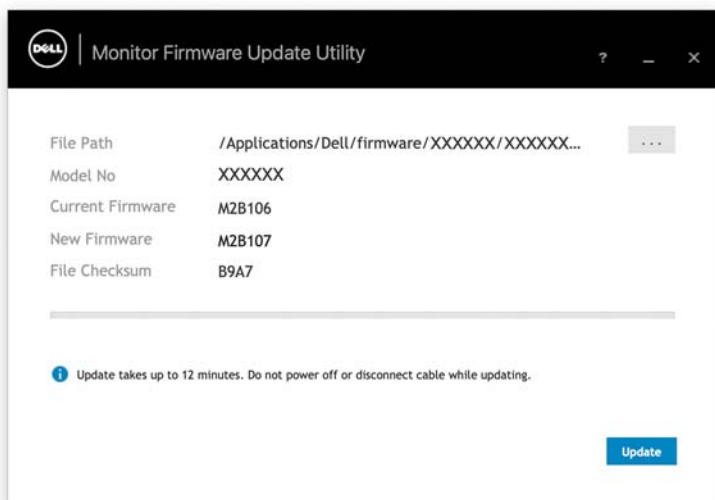 DELL Monitor Firmware Update Utility ? _ ×
File Path /Applications/Dell/firmware/XXXXXX/XXXXXX... ...
Model No XXXXXX
Current Firmware M2B106
New Firmware M2B107
File Checksum B9A7
i Update takes up to 12 minutes. Do not power off or disconnect cable while updating.
Update